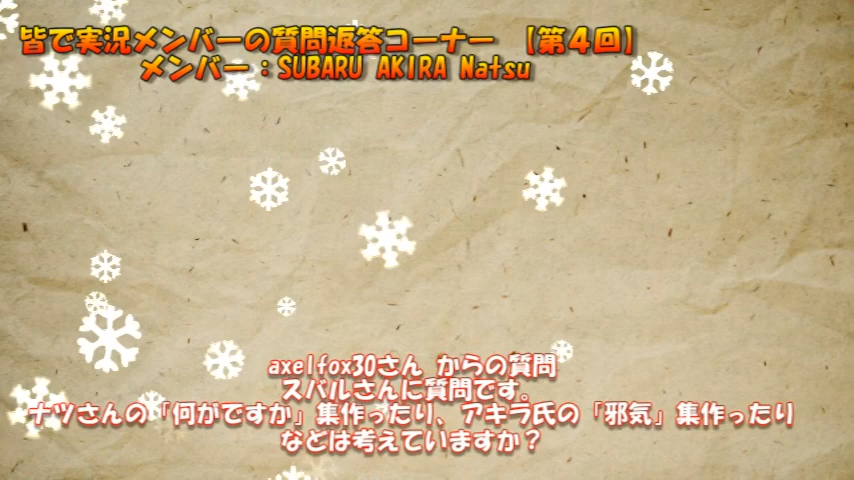 皆で実況メンバーの質問返答コーナー 【第4回】
メンバー：SUBARU AKIRA Natsu
axelfox30さん からの質問
スバルさんに質問です。
ナツさんの「何がですか」集作ったり、アキラ氏の「邪気」集作ったり
などは考えていますか？